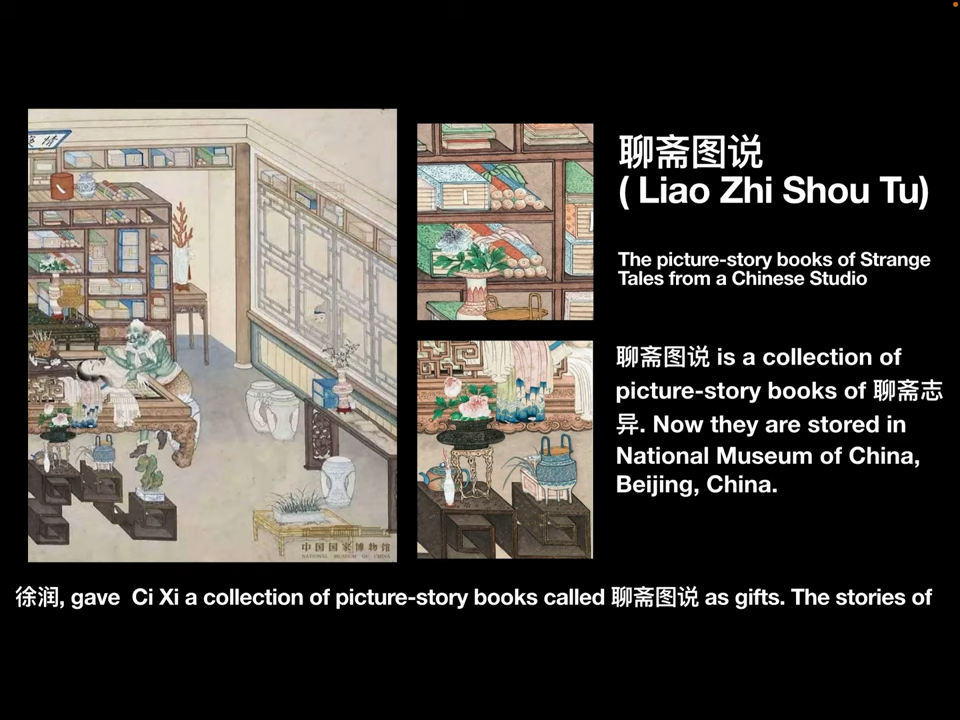 聊斋图说
( Liao Zhi Shou Tu)
The picture-story books of Strange
Tales from a Chinese Studio
聊斋图说 is a collection of
picture-story books of 聊斋志
异. Now they are stored in
National Museum of China,
Beijing, China.
中国国家博物馆
NATIONAL MUSEUM OF CHINA
徐润, gave Ci Xi a collection of picture-story books called 聊斋图说 as gifts. The stories of